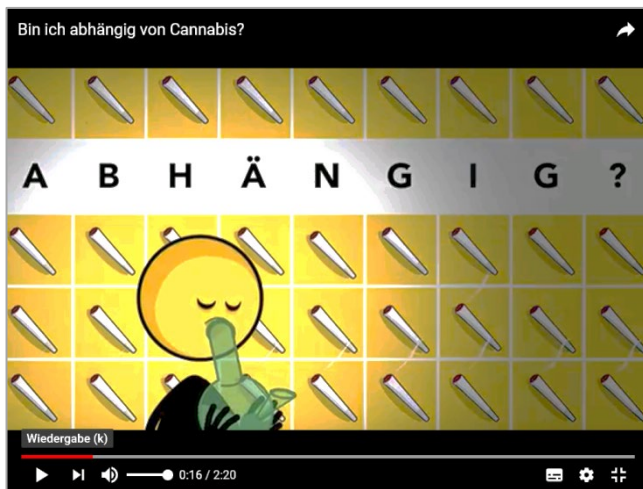 Bin ich abhängig von Cannabis?
A B H Ä N G I G ?
Wiedergabe (k)
0:16 / 2:20